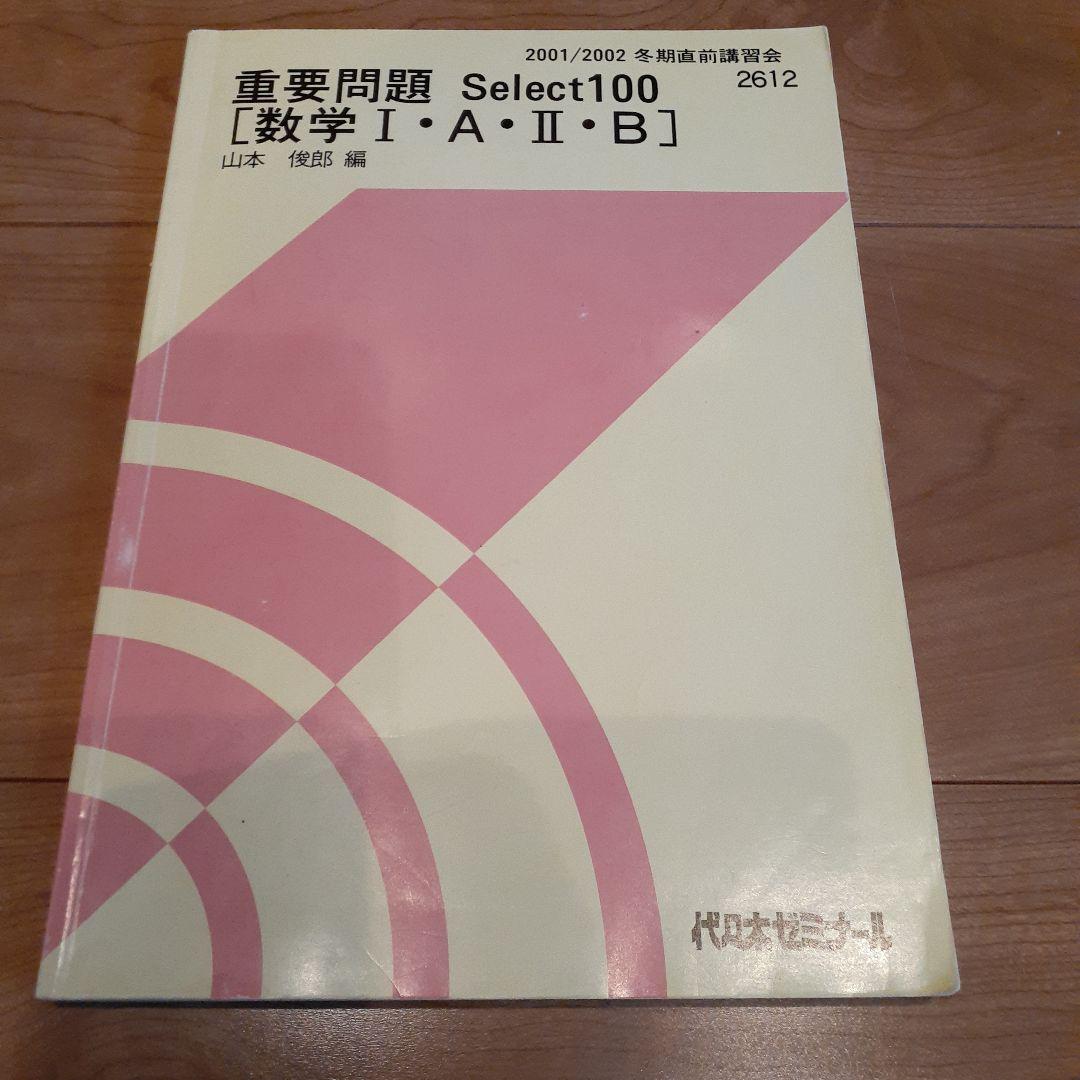 2001/2002 冬期直前講習会
重要問題 Select100 2612
[数学Ⅰ・A・Ⅱ・B]
山本 俊郎 編
代々木ゼミナール